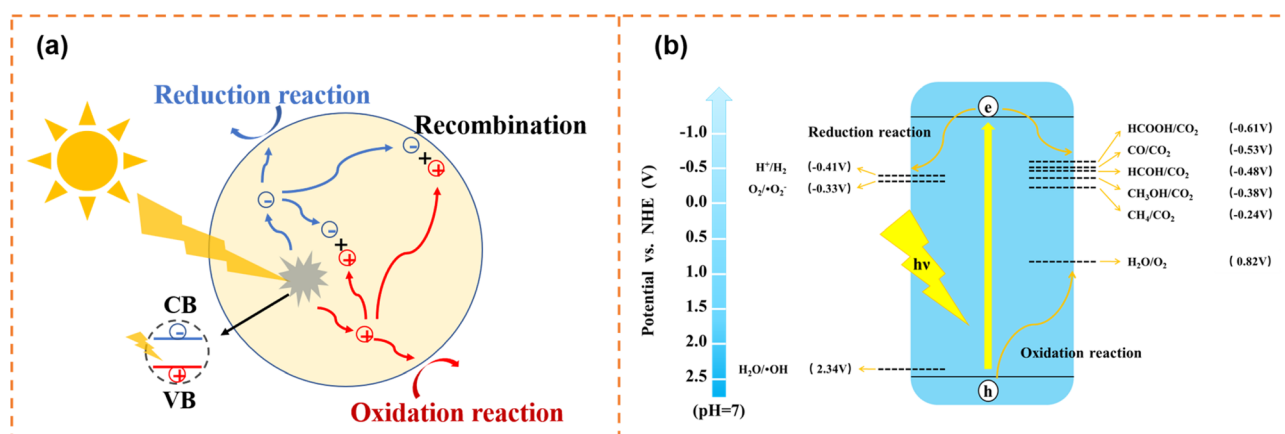 (a)
Reduction reaction
Recombination
-
+
+
-
-
+
+
+
CB
-
+
VB
Oxidation reaction
(b)
Potential vs. NHE (V)
-1.0
-0.5
0.0
0.5
1.0
1.5
2.0
2.5
(pH=7)
e
Reduction reaction
H⁺/H₂ (-0.41V)
O₂/•O₂⁻ (-0.33V)
HCOOH/CO₂ (-0.61V)
CO/CO₂ (-0.53V)
HCOH/CO₂ (-0.48V)
CH₃OH/CO₂ (-0.38V)
CH₄/CO₂ (-0.24V)
hν
H₂O/O₂ ( 0.82V)
Oxidation reaction
H₂O/•OH ( 2.34V)
h